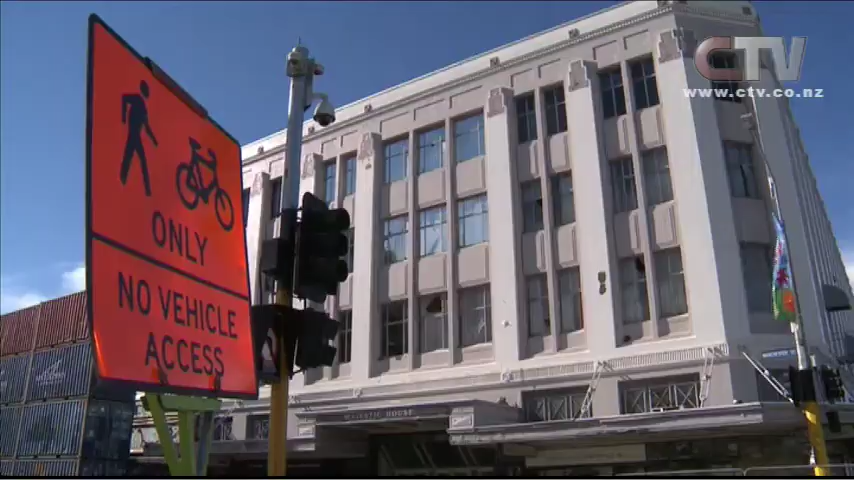 CTV
www.ctv.co.nz
ONLY
NO VEHICLE
ACCESS
MAJESTIC HOUSE